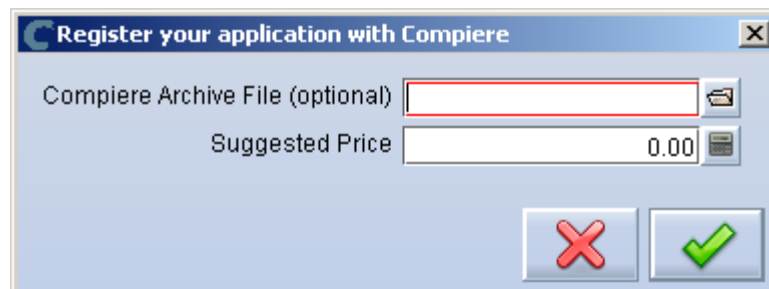 Register your application with Compiere
Compiere Archive File (optional)
Suggested Price 0.00